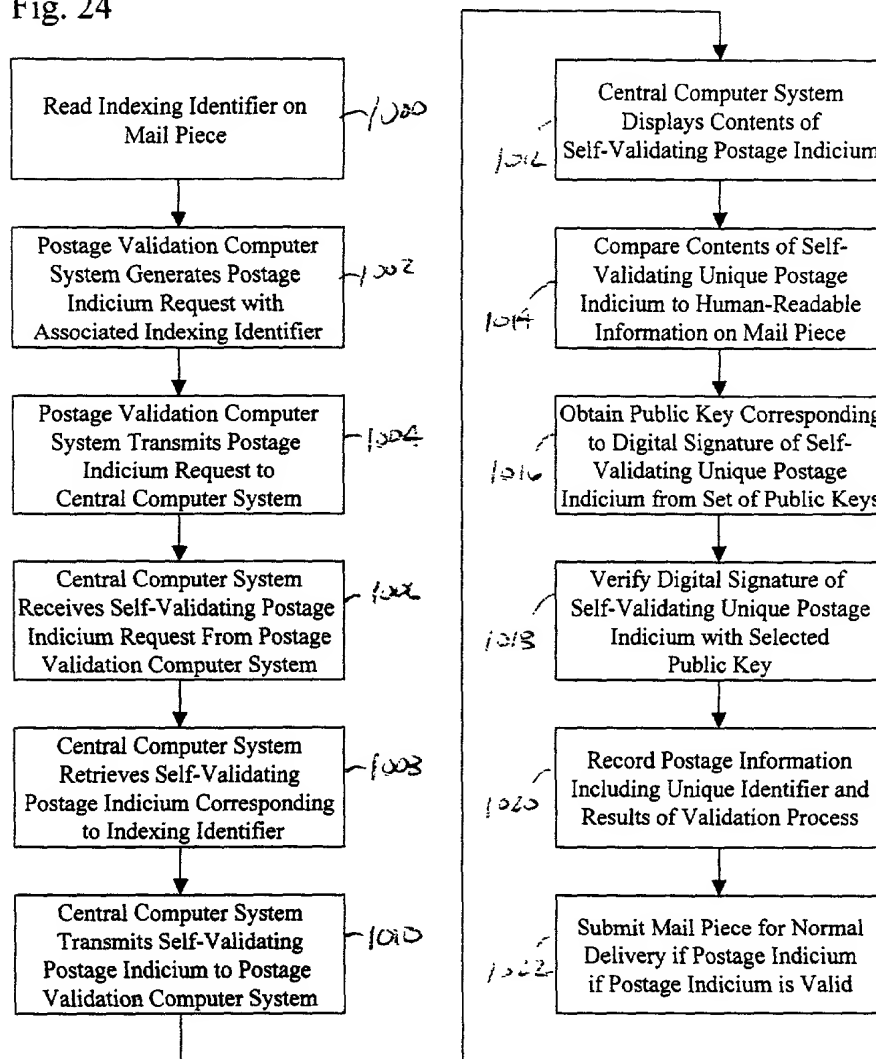 Fig. 24
Read Indexing Identifier on
Mail Piece
1000
Postage Validation Computer
System Generates Postage
Indicium Request with
Associated Indexing Identifier
1002
Postage Validation Computer
System Transmits Postage
Indicium Request to
Central Computer System
1004
Central Computer System
Receives Self-Validating Postage
Indicium Request From Postage
Validation Computer System
1006
Central Computer System
Retrieves Self-Validating
Postage Indicium Corresponding
to Indexing Identifier
1008
Central Computer System
Transmits Self-Validating
Postage Indicium to Postage
Validation Computer System
1010
Central Computer System
Displays Contents of
Self-Validating Postage Indicium
1012
Compare Contents of Self-
Validating Unique Postage
Indicium to Human-Readable
Information on Mail Piece
1014
Obtain Public Key Corresponding
to Digital Signature of Self-
Validating Unique Postage
Indicium from Set of Public Keys
1016
Verify Digital Signature of
Self-Validating Unique Postage
Indicium with Selected
Public Key
1018
Record Postage Information
Including Unique Identifier and
Results of Validation Process
1020
Submit Mail Piece for Normal
Delivery if Postage Indicium
if Postage Indicium is Valid
1022